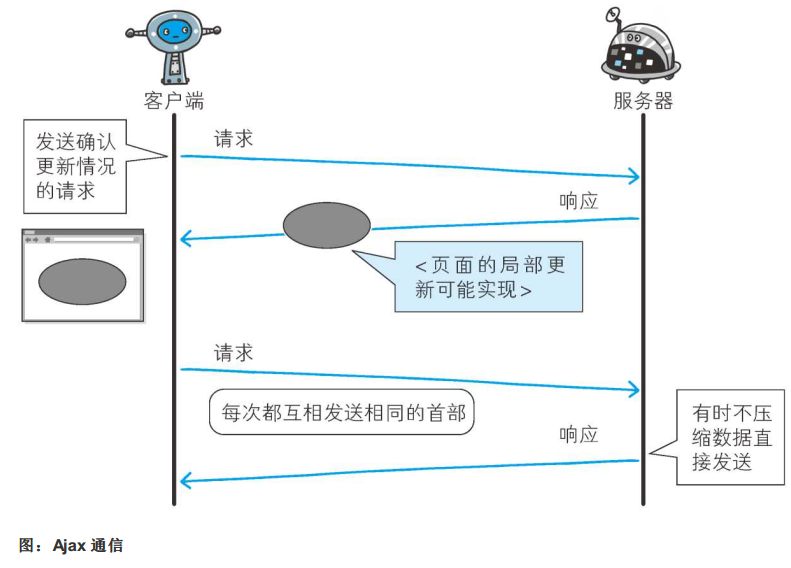 客户端
服务器
发送确认
更新情况
的请求
请求
响应
<页面的局部更
新可能实现>
请求
每次都互相发送相同的首部
响应
有时不压
缩数据直
接发送
图：Ajax 通信